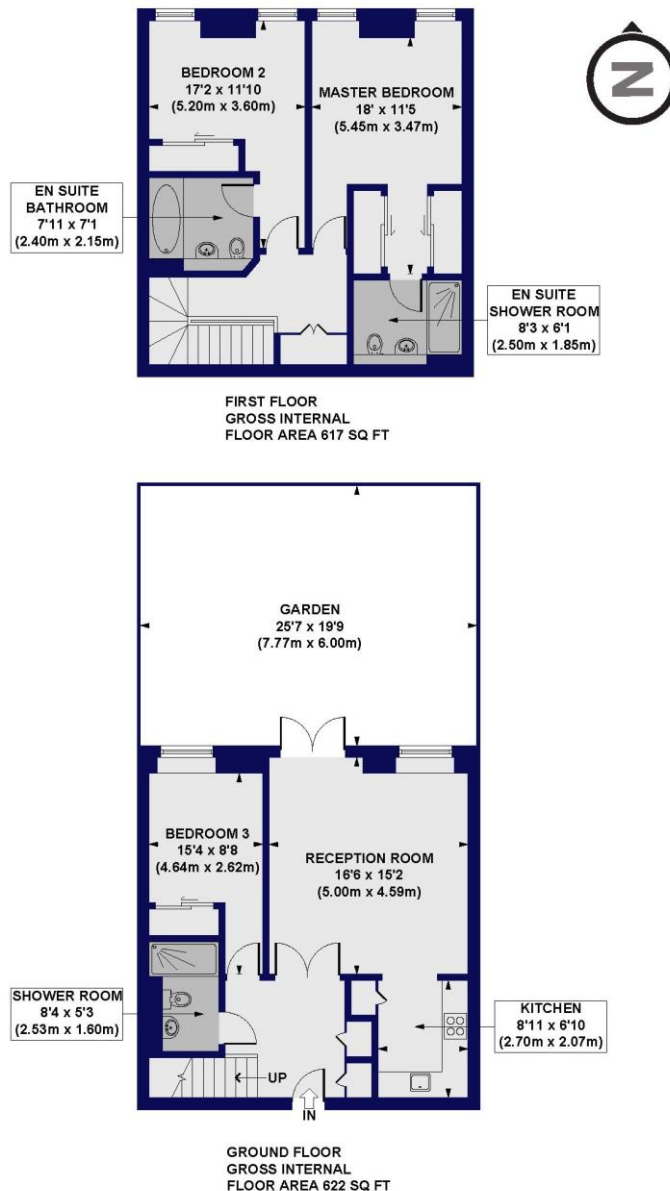 BEDROOM 2
17'2 x 11'10
(5.20m x 3.60m)
MASTER BEDROOM
18' x 11'5
(5.45m x 3.47m)
N
EN SUITE
BATHROOM
7'11 x 7'1
(2.40m x 2.15m)
EN SUITE
SHOWER ROOM
8'3 x 6'1
(2.50m x 1.85m)
FIRST FLOOR
GROSS INTERNAL
FLOOR AREA 617 SQ FT
GARDEN
25'7 x 19'9
(7.77m x 6.00m)
BEDROOM 3
15'4 x 8'8
(4.64m x 2.62m)
RECEPTION ROOM
16'6 x 15'2
(5.00m x 4.59m)
SHOWER ROOM
8'4 x 5'3
(2.53m x 1.60m)
KITCHEN
8'11 x 6'10
(2.70m x 2.07m)
UP
IN
GROUND FLOOR
GROSS INTERNAL
FLOOR AREA 622 SQ FT